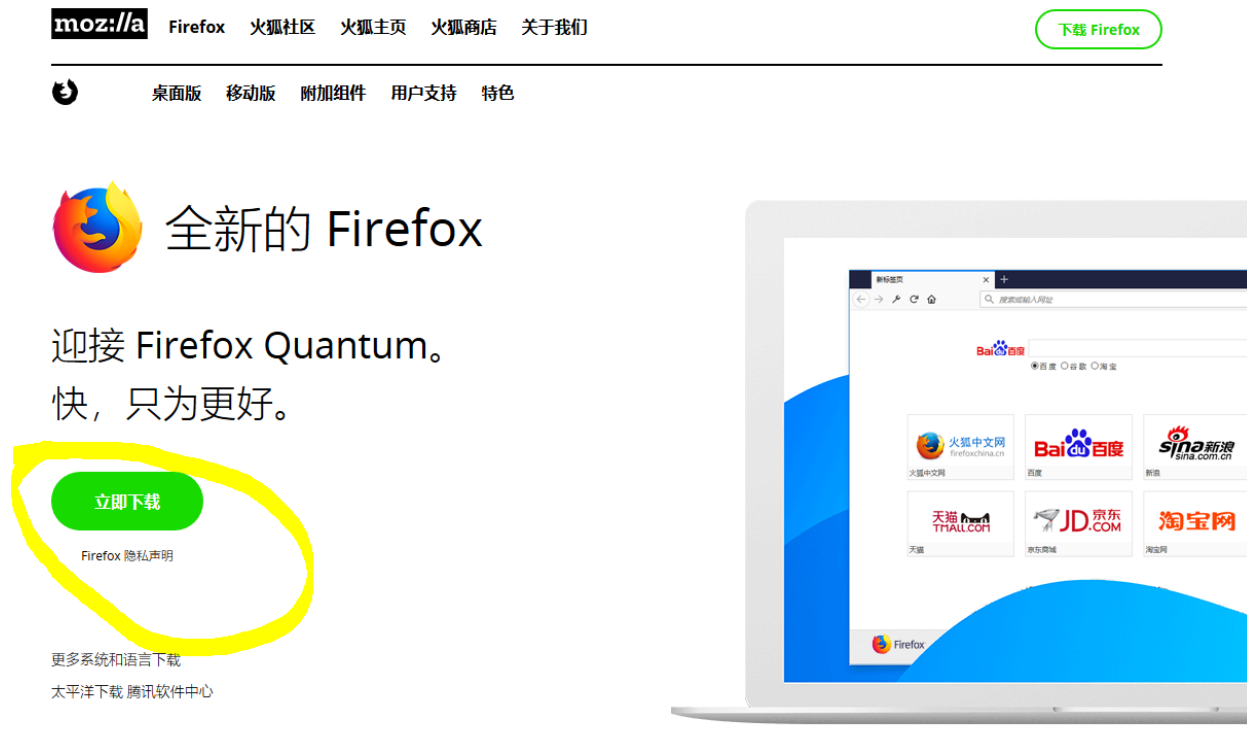 moz://a Firefox 火狐社区 火狐主页 火狐商店 关于我们 下载 Firefox
桌面版 移动版 附加组件 用户支持 特色
全新的 Firefox
迎接 Firefox Quantum。
快，只为更好。
立即下载
Firefox 隐私声明
更多系统和语言下载
太平洋下载 腾讯软件中心
新标签页
搜索或输入网址
Bai du 百度
百度 谷歌 淘宝
火狐中文网
firefoxchina.cn
火狐中文网
Bai du 百度
百度
sina新浪
sina.com.cn
新浪
天猫
TMALL.COM
天猫
JD.COM 京东
京东商城
淘宝网
淘宝网
Firefox